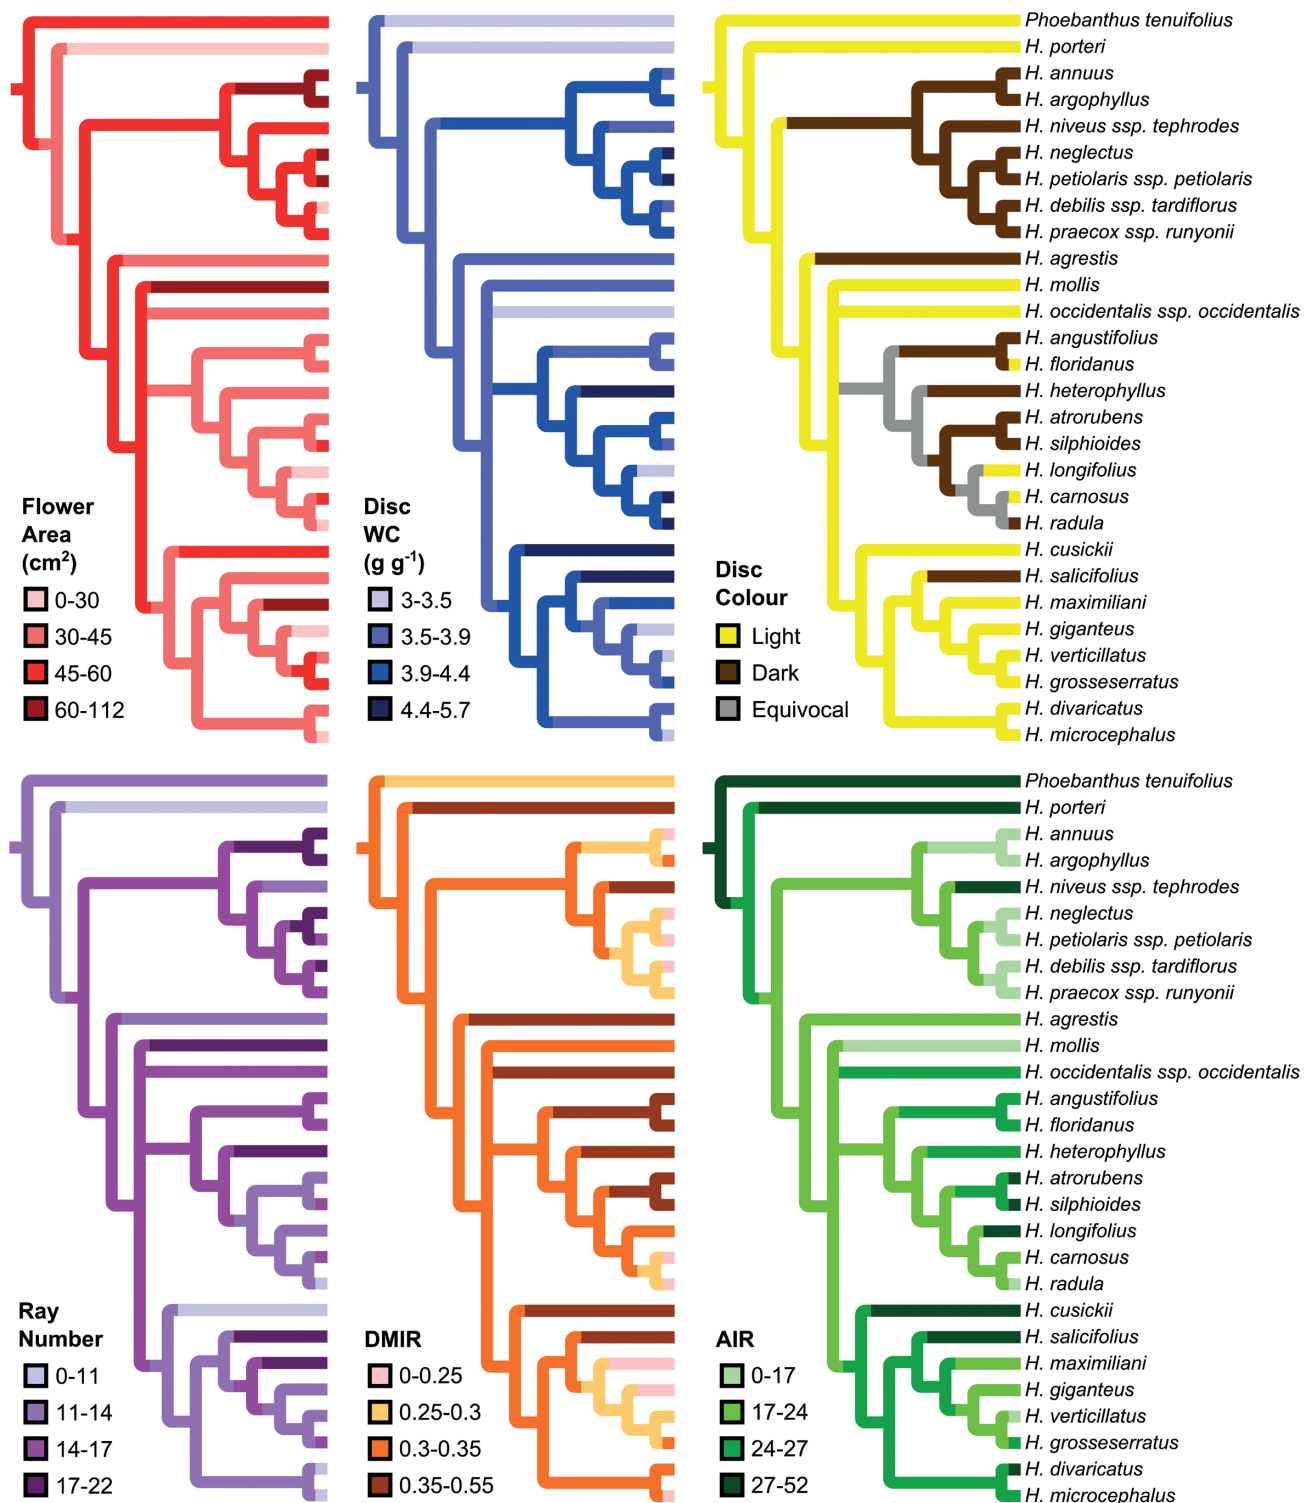 Phoebanthus tenuifolius
H. porteri
H. annuus
H. argophyllus
H. niveus ssp. tephrodes
H. neglectus
H. petiolaris ssp. petiolaris
H. debilis ssp. tardiflorus
H. praecox ssp. runyonii
H. agrestis
H. mollis
H. occidentalis ssp. occidentalis
H. angustifolius
H. floridanus
H. heterophyllus
H. atrorubens
H. silphioides
H. longifolius
H. carnosus
H. radula
H. cusickii
H. salicifolius
H. maximiliani
H. giganteus
H. verticillatus
H. grosseserratus
H. divaricatus
H. microcephalus
Flower
Area
(cm²)
0-30
30-45
45-60
60-112
Disc
WC
(g g⁻¹)
3-3.5
3.5-3.9
3.9-4.4
4.4-5.7
Disc
Colour
Light
Dark
Equivocal
Phoebanthus tenuifolius
H. porteri
H. annuus
H. argophyllus
H. niveus ssp. tephrodes
H. neglectus
H. petiolaris ssp. petiolaris
H. debilis ssp. tardiflorus
H. praecox ssp. runyonii
H. agrestis
H. mollis
H. occidentalis ssp. occidentalis
H. angustifolius
H. floridanus
H. heterophyllus
H. atrorubens
H. silphioides
H. longifolius
H. carnosus
H. radula
H. cusickii
H. salicifolius
H. maximiliani
H. giganteus
H. verticillatus
H. grosseserratus
H. divaricatus
H. microcephalus
Ray
Number
0-11
11-14
14-17
17-22
DMIR
0-0.25
0.25-0.3
0.3-0.35
0.35-0.55
AIR
0-17
17-24
24-27
27-52